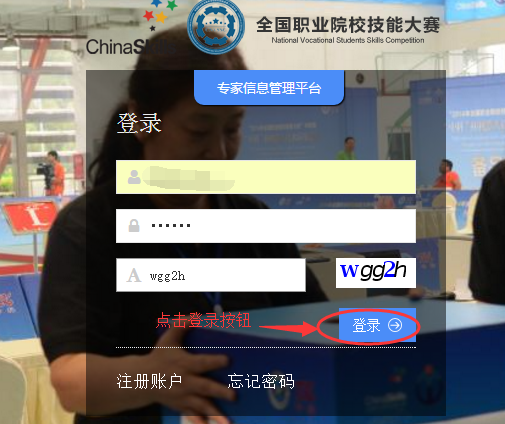 ChinaSk
全国职业院校技能大赛
National Vocational Students Skills Competition
专家信息管理平台
登录
••••••
A wgg2h
wgg2h
点击登录按钮
登录
注册账户 忘记密码